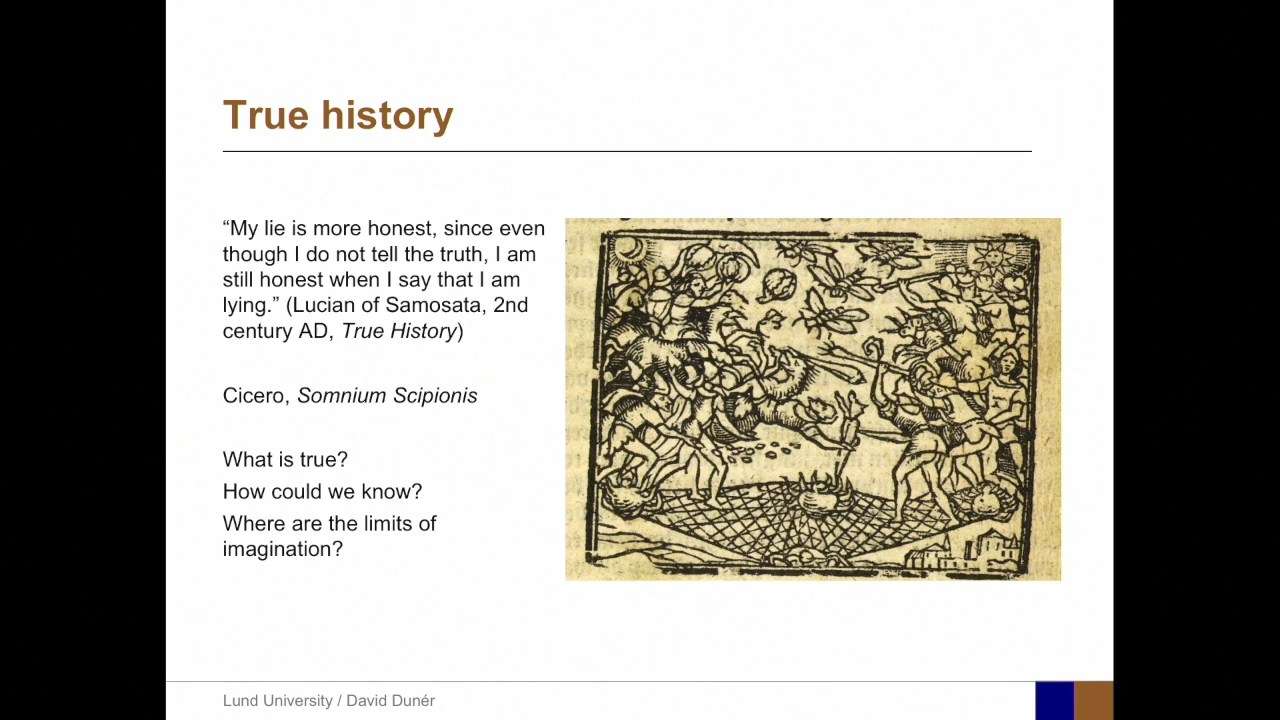 True history
“My lie is more honest, since even
though I do not tell the truth, I am
still honest when I say that I am
lying.” (Lucian of Samosata, 2nd
century AD, True History)
Cicero, Somnium Scipionis
What is true?
How could we know?
Where are the limits of
imagination?
Lund University / David Dunér